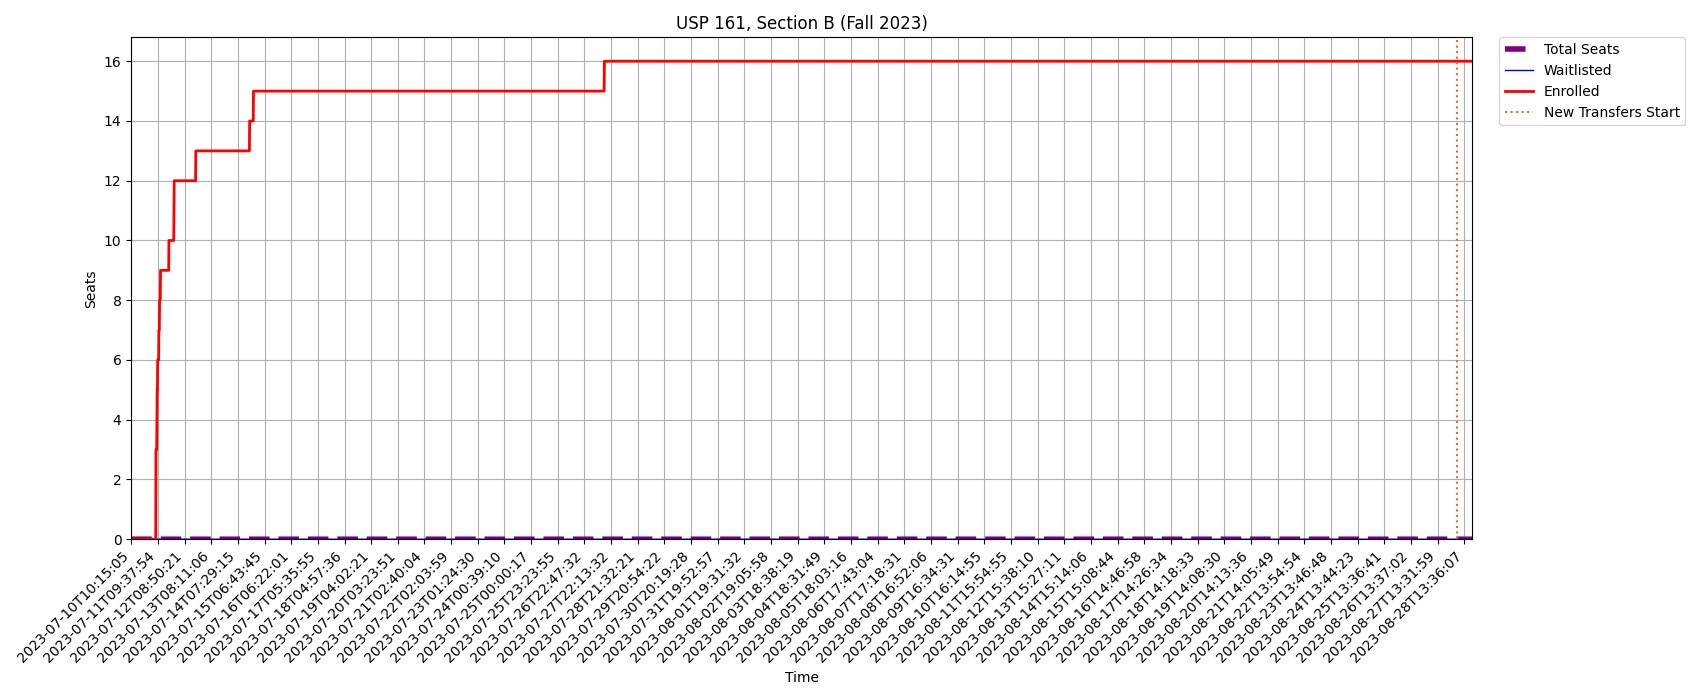 USP 161, Section B (Fall 2023)
Total Seats
Waitlisted
Enrolled
New Transfers Start
16
14
12
10
8
6
4
2
0
Seats
2023-07-10T10:15:05
2023-07-11T09:37:54
2023-07-12T08:50:21
2023-07-13T08:11:06
2023-07-14T07:29:15
2023-07-15T06:43:45
2023-07-16T06:22:01
2023-07-17T05:35:55
2023-07-18T04:57:36
2023-07-19T04:02:21
2023-07-20T03:23:51
2023-07-21T02:40:04
2023-07-22T02:03:59
2023-07-23T01:24:30
2023-07-24T00:39:10
2023-07-25T00:00:17
2023-07-25T23:23:55
2023-07-26T22:47:32
2023-07-27T22:13:32
2023-07-28T21:32:21
2023-07-29T20:54:22
2023-07-30T20:19:28
2023-07-31T19:52:57
2023-08-01T19:31:32
2023-08-02T19:05:58
2023-08-03T18:38:19
2023-08-04T18:31:49
2023-08-05T18:03:16
2023-08-06T17:43:04
2023-08-07T17:18:31
2023-08-08T16:52:06
2023-08-09T16:34:31
2023-08-10T16:14:55
2023-08-11T15:54:55
2023-08-12T15:38:10
2023-08-13T15:27:11
2023-08-14T15:14:06
2023-08-15T15:08:44
2023-08-16T14:46:58
2023-08-17T14:26:34
2023-08-18T14:18:33
2023-08-19T14:08:30
2023-08-20T14:13:36
2023-08-21T14:05:49
2023-08-22T13:54:54
2023-08-23T13:46:48
2023-08-24T13:44:23
2023-08-25T13:36:41
2023-08-26T13:37:02
2023-08-27T13:31:59
2023-08-28T13:36:07
Time